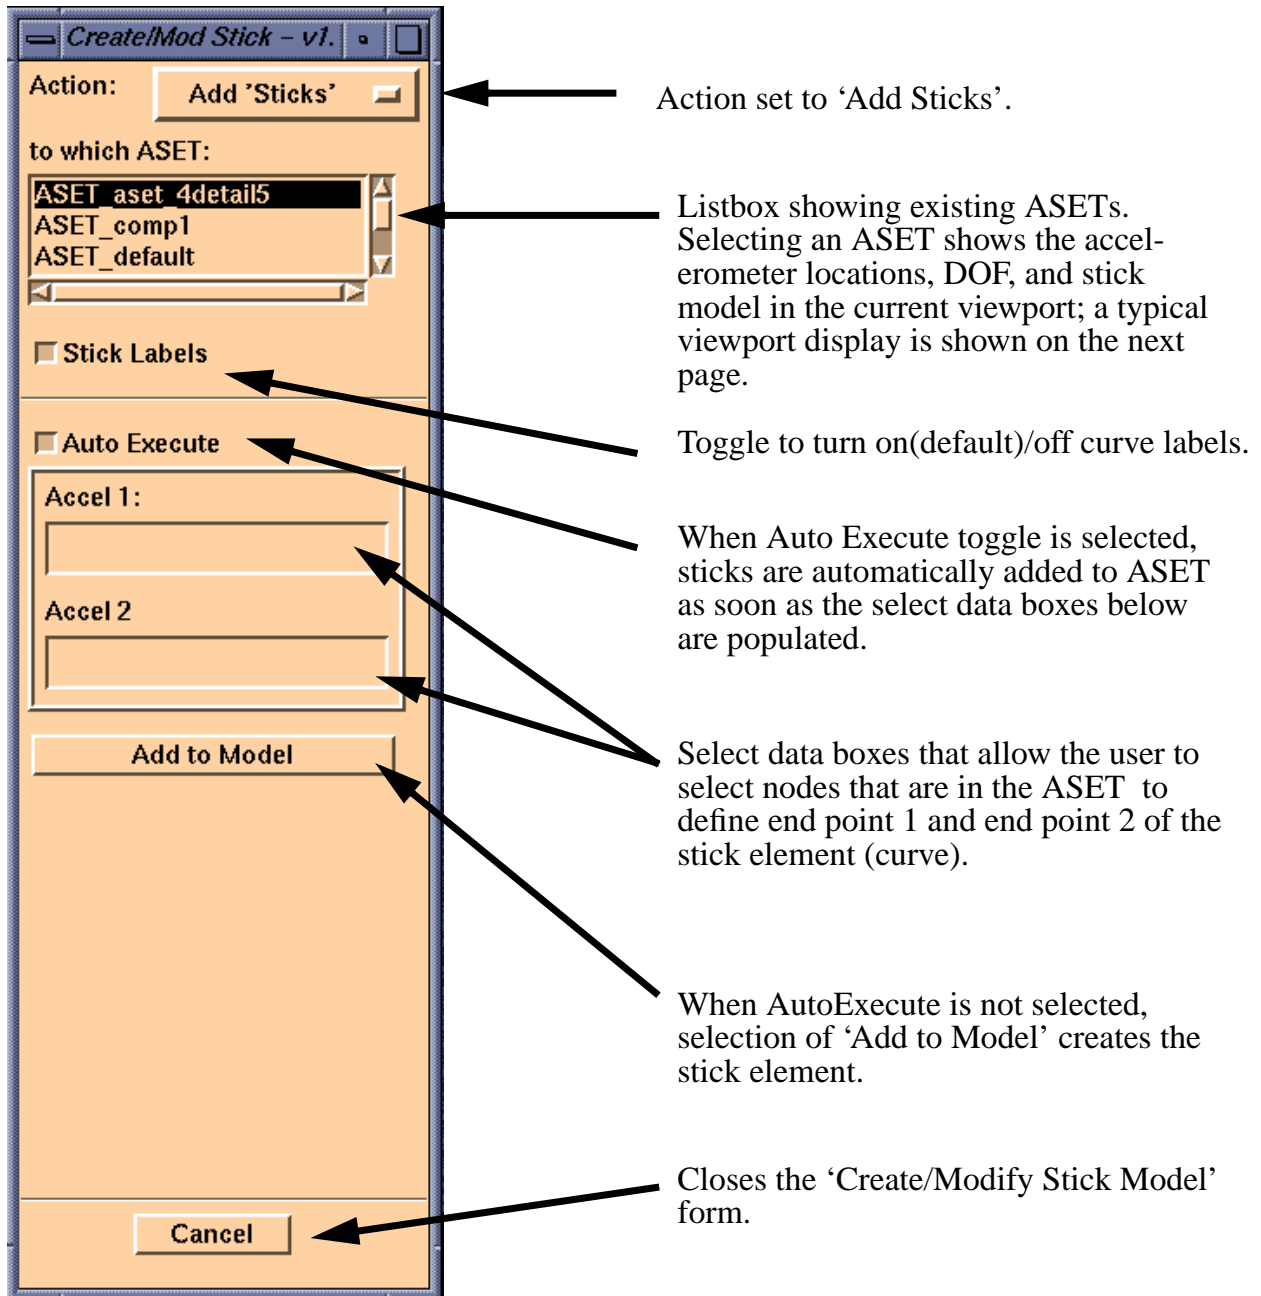 Create/Mod Stick – v1.
Action:
Add ’Sticks’
to which ASET:
ASET_aset_4detail5
ASET_comp1
ASET_default
Stick Labels
Auto Execute
Accel 1:
Accel 2
Add to Model
Cancel
Action set to ‘Add Sticks’.
Listbox showing existing ASETs.
Selecting an ASET shows the accel-
erometer locations, DOF, and stick
model in the current viewport; a typical
viewport display is shown on the next
page.
Toggle to turn on(default)/off curve labels.
When Auto Execute toggle is selected,
sticks are automatically added to ASET
as soon as the select data boxes below
are populated.
Select data boxes that allow the user to
select nodes that are in the ASET  to
define end point 1 and end point 2 of the
stick element (curve).
When AutoExecute is not selected,
selection of ‘Add to Model’ creates the
stick element.
Closes the ‘Create/Modify Stick Model’
form.